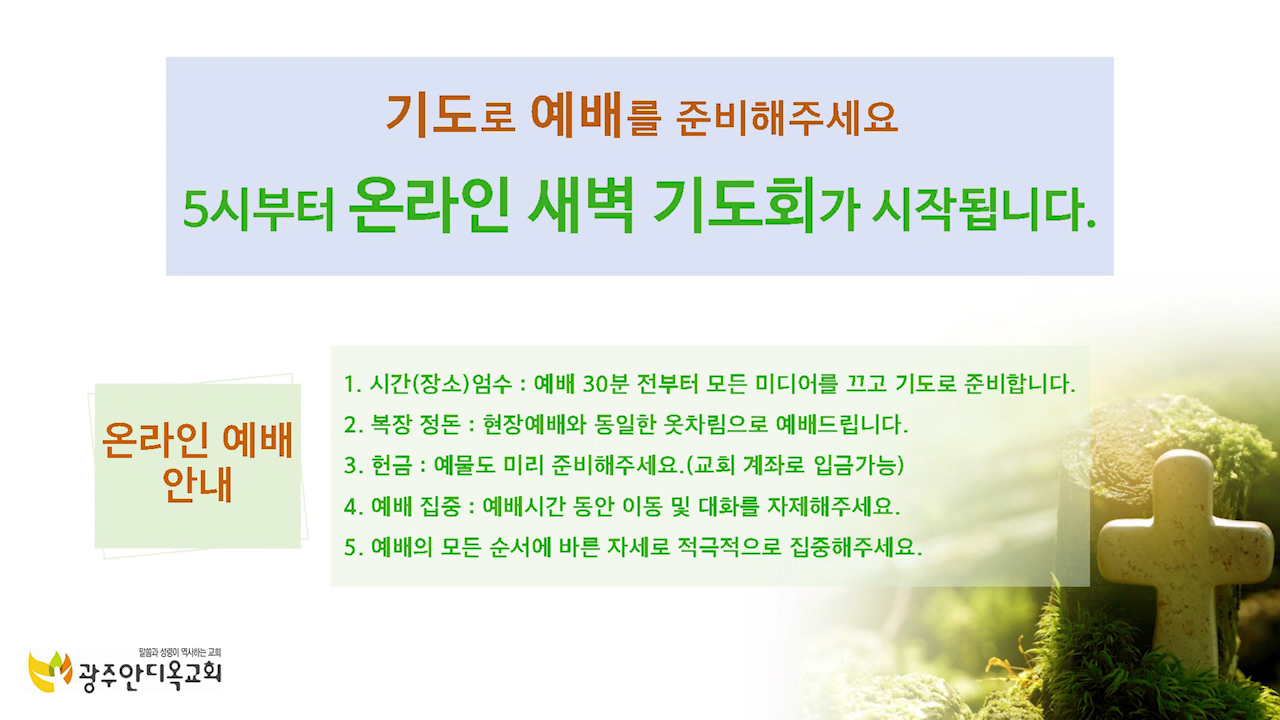 기도로 예배를 준비해주세요
5시부터 온라인 새벽 기도회가 시작됩니다.
온라인 예배
안내
1. 시간(장소)엄수 : 예배 30분 전부터 모든 미디어를 끄고 기도로 준비합니다.
2. 복장 정돈 : 현장예배와 동일한 옷차림으로 예배드립니다.
3. 헌금 : 예물도 미리 준비해주세요.(교회 계좌로 입금가능)
4. 예배 집중 : 예배시간 동안 이동 및 대화를 자제해주세요.
5. 예배의 모든 순서에 바른 자세로 적극적으로 집중해주세요.
말씀과 성령이 역사하는 교회
광주안디옥교회